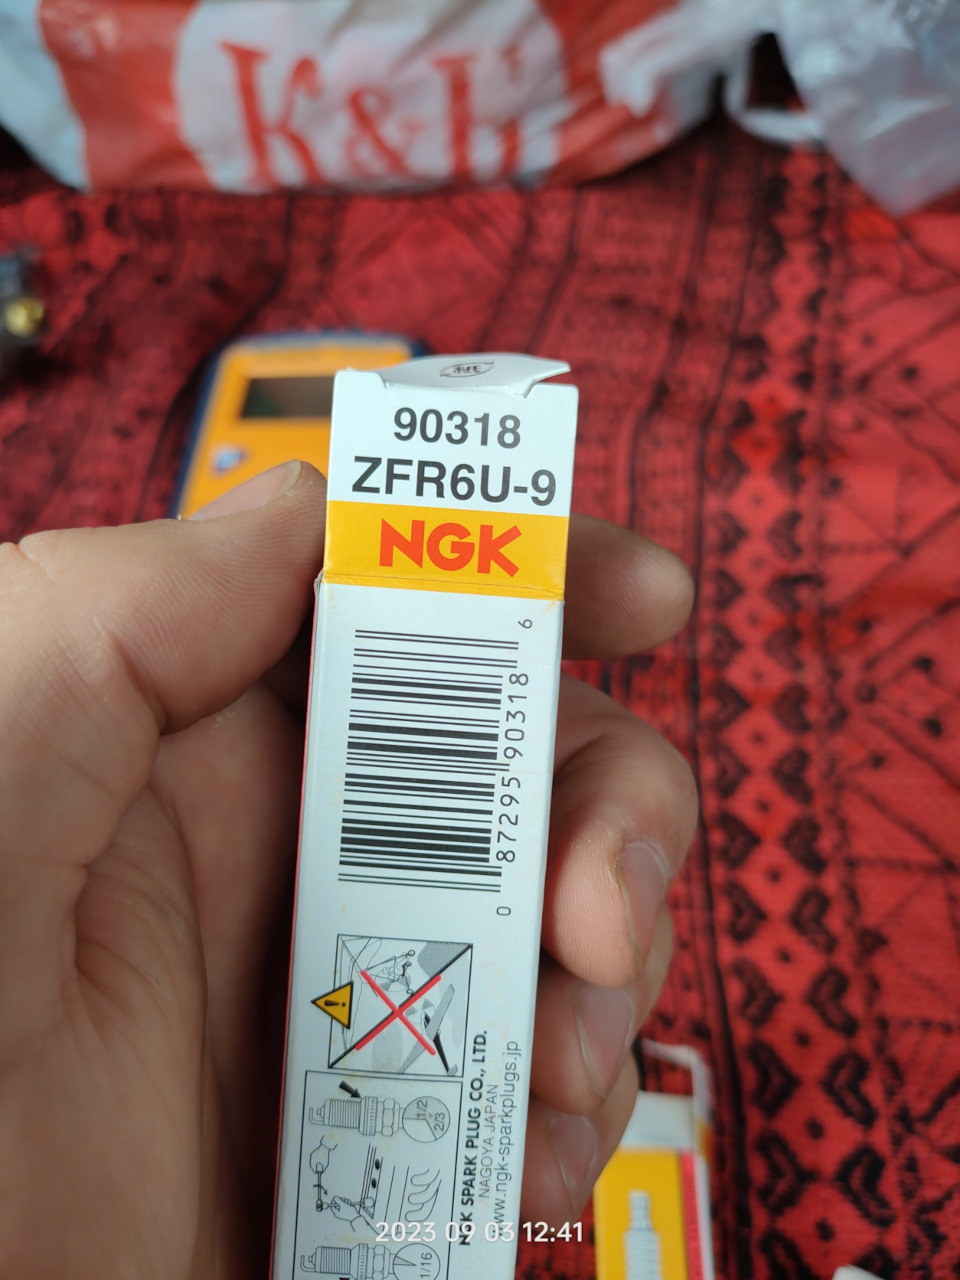 90318
ZFR6U-9
NGK
6
87295 90318
0
1/2
2/3
NGK SPARK PLUG CO., LTD.
NAGOYA JAPAN
www.ngk-sparkplugs.jp
1/16
2023 09 03 12:41